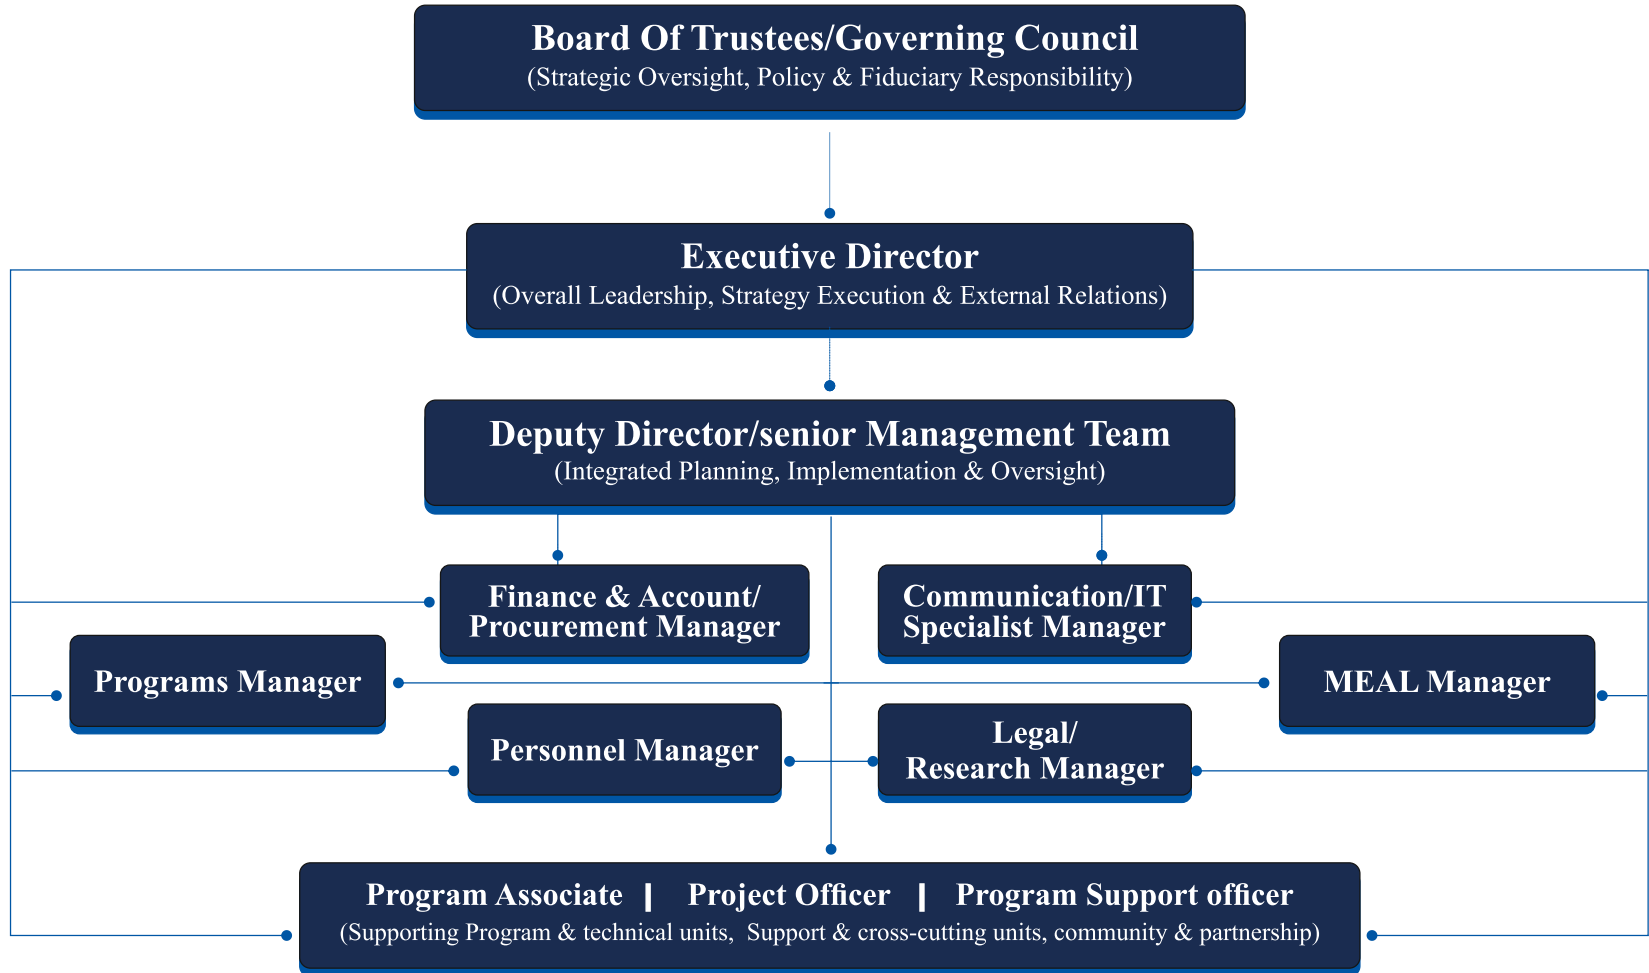 Board Of Trustees/Governing Council
(Strategic Oversight, Policy & Fiduciary Responsibility)
Executive Director
(Overall Leadership, Strategy Execution & External Relations)
Deputy Director/senior Management Team
(Integrated Planning, Implementation & Oversight)
Finance & Account/
Procurement Manager
Communication/IT
Specialist Manager
Programs Manager
MEAL Manager
Personnel Manager
Legal/
Research Manager
Program Associate | Project Officer | Program Support officer
(Supporting Program & technical units, Support & cross-cutting units, community & partnership)